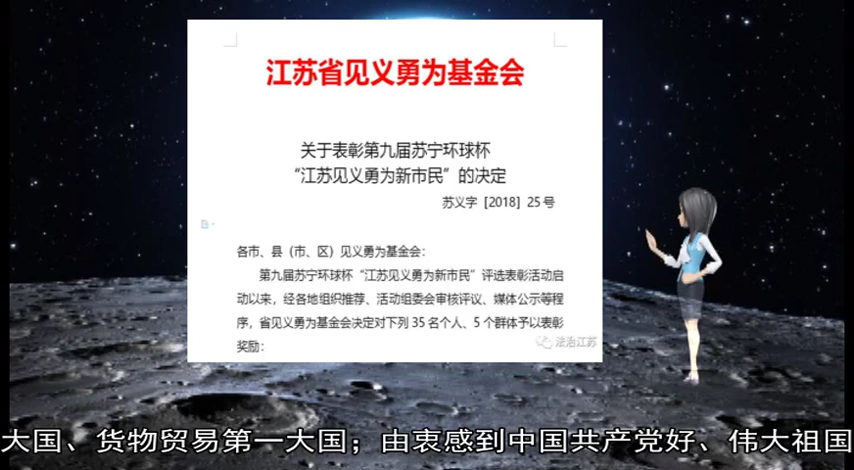 江苏省见义勇为基金会
关于表彰第九届苏宁环球杯
“江苏见义勇为新市民”的决定
苏义字 [2018] 25 号
各市、县（市、区）见义勇为基金会：
第九届苏宁环球杯“江苏见义勇为新市民”评选表彰活动启
动以来，经各地组织推荐、活动组委会审核评议、媒体公示等程
序，省见义勇为基金会决定对下列 35 名个人、5 个群体予以表彰
奖励：
法治江苏
大国、货物贸易第一大国；由衷感到中国共产党好、伟大祖国